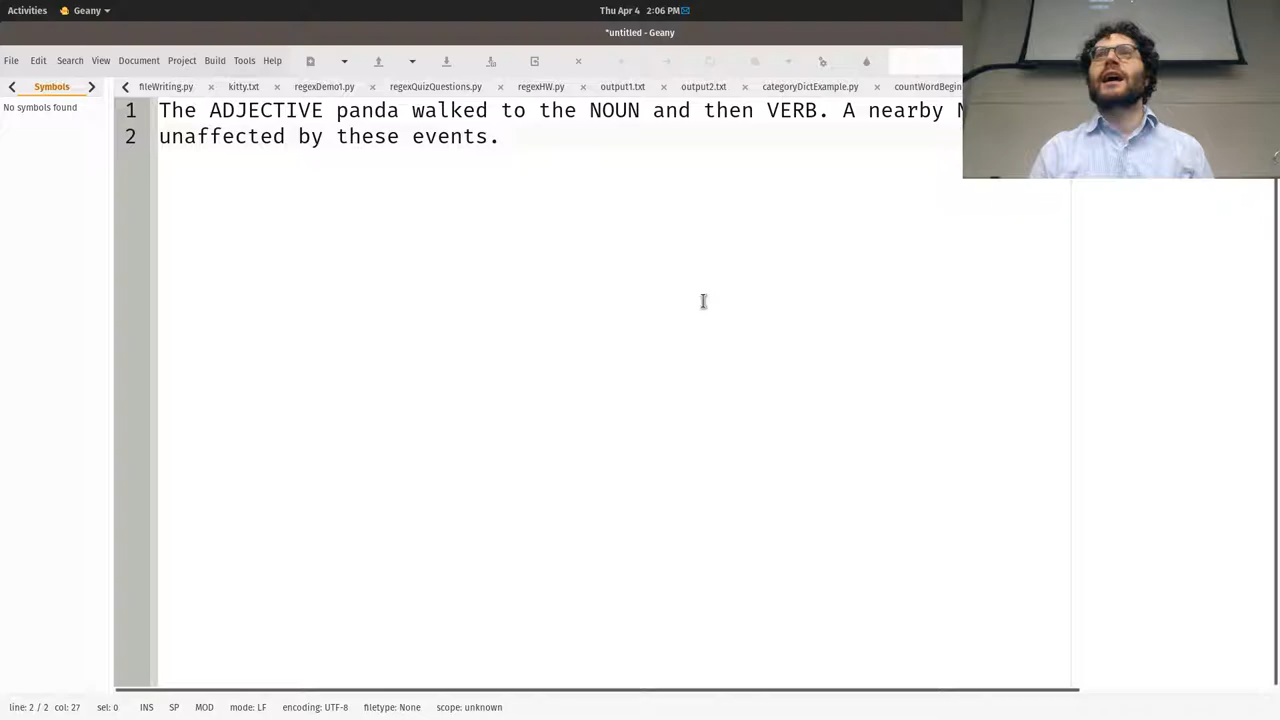 Activities Geany Thu Apr 4 2:06 PM
*untitled - Geany
File Edit Search View Document Project Build Tools Help
Symbols fileWriting.py kitty.txt regexDemo1.py regexQuizQuestions.py regexHW.py output1.txt output2.txt categoryDictExample.py countWordBegin
No symbols found
1 The ADJECTIVE panda walked to the NOUN and then VERB. A nearby
2 unaffected by these events.
line: 2 / 2 col: 27 sel: 0 INS SP MOD mode: LF encoding: UTF-8 filetype: None scope: unknown